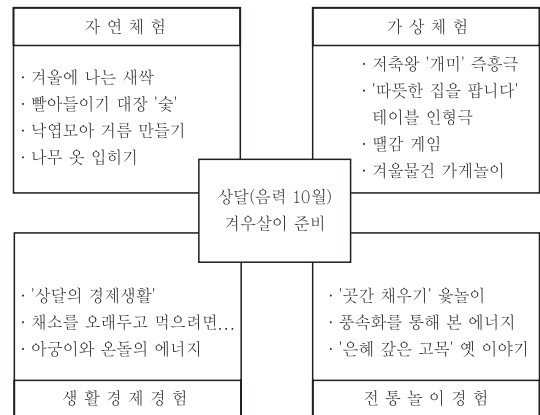 자 연 체 험
· 겨울에 나는 새싹
· 빨아들이기 대장 '숯'
· 낙엽모아 거름 만들기
· 나무 옷 입히기
가 상 체 험
· 저축왕 '개미' 즉흥극
· '따뜻한 집을 팝니다'
테이블 인형극
· 땔감 게임
· 겨울물건 가게놀이
상달(음력 10월)
겨우살이 준비
· '상달의 경제생활'
· 채소를 오래두고 먹으려면...
· 아궁이와 온돌의 에너지
생 활 경 제 경 험
· '곳간 채우기' 윷놀이
· 풍속화를 통해 본 에너지
· '은혜 갚은 고목' 옛 이야기
전 통 놀 이 경 험